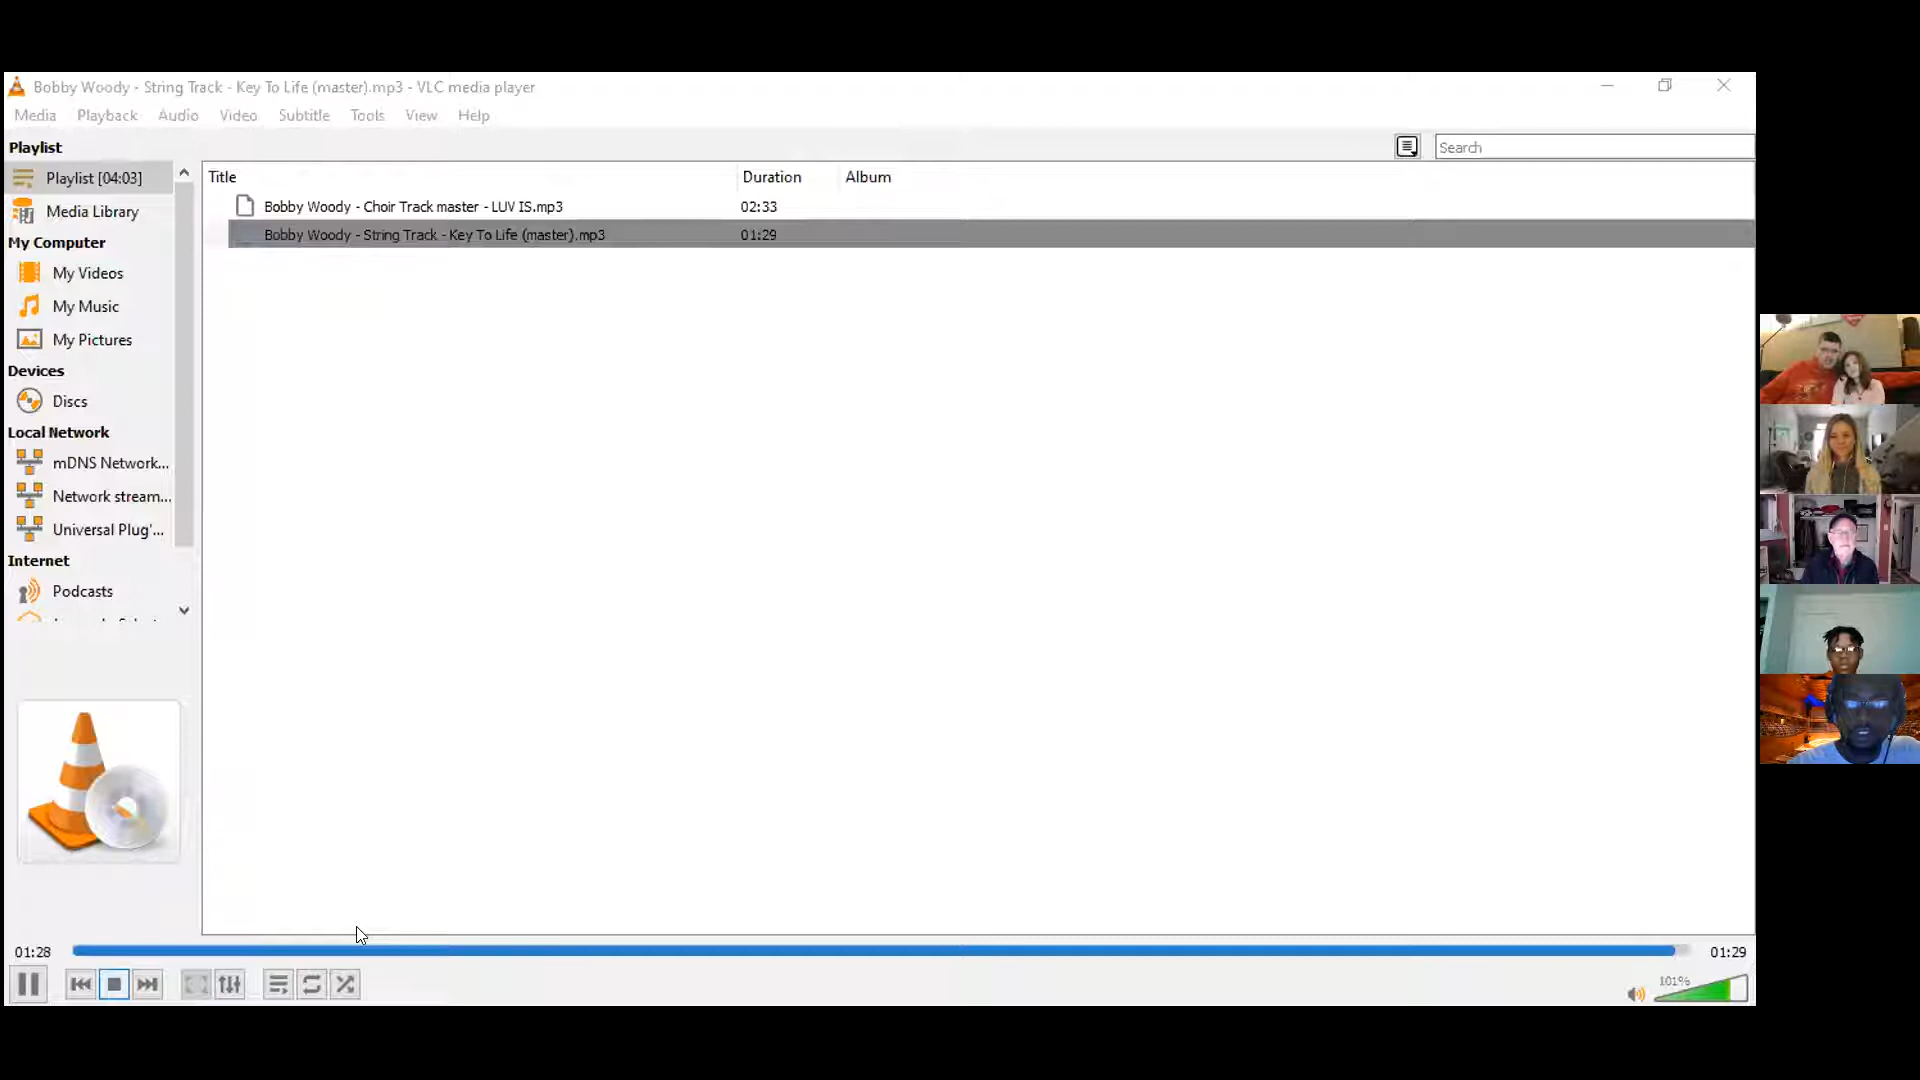 Bobby Woody - String Track - Key To Life (master).mp3 - VLC media player
Media Playback Audio Video Subtitle Tools View Help
Playlist
Search
Playlist [04:03]
Title Duration Album
Bobby Woody - Choir Track master - LUV IS.mp3 02:33
Media Library
Bobby Woody - String Track - Key To Life (master).mp3 01:29
My Computer
My Videos
My Music
My Pictures
Devices
Discs
Local Network
mDNS Network...
Network stream...
Universal Plug'...
Internet
Podcasts
01:28 01:29
101%